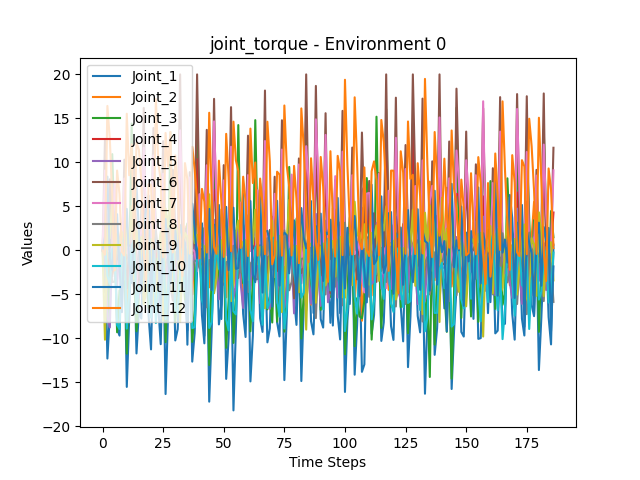 joint_torque - Environment 0
Joint_1
Joint_2
Joint_3
Joint_4
Joint_5
Joint_6
Joint_7
Joint_8
Joint_9
Joint_10
Joint_11
Joint_12
20
15
10
5
0
−5
−10
−15
−20
Values
0
25
50
75
100
125
150
175
Time Steps